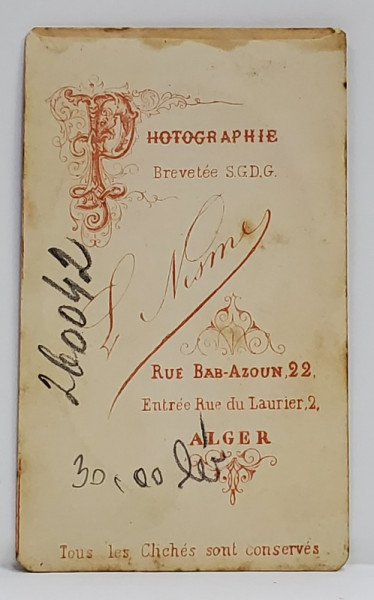 PHOTOGRAPHIE
Brevetée S.G.D.G.
L Nisme
RUE BAB-AZOUN, 22,
Entrée Rue du Laurier, 2,
ALGER
Tous les Clichés sont conservés
260042
30,00 lei